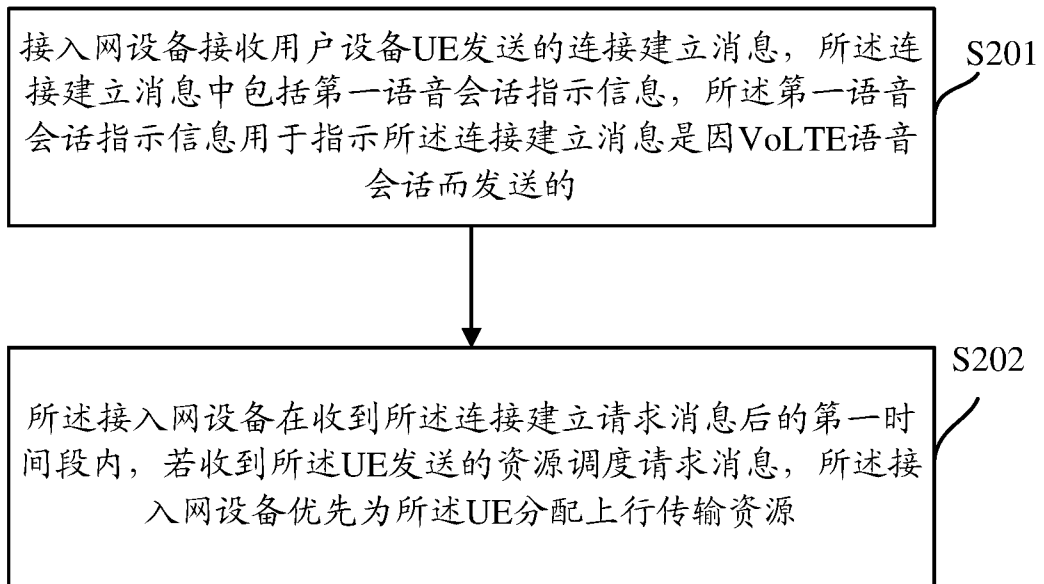 接入网设备接收用户设备UE发送的连接建立消息，所述连
接建立消息中包括第一语音会话指示信息，所述第一语音
会话指示信息用于指示所述连接建立消息是因VoLTE语音
会话而发送的
S201
所述接入网设备在收到所述连接建立请求消息后的第一时
间段内，若收到所述UE发送的资源调度请求消息，所述接
入网设备优先为所述UE分配上行传输资源
S202